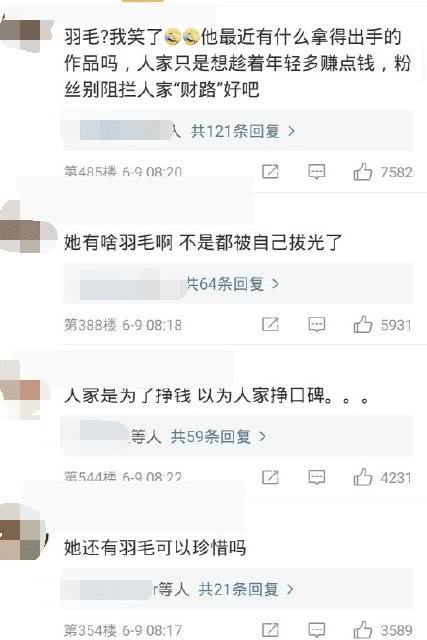 羽毛?我笑了🤣🤣他最近有什么拿得出手的
作品吗，人家只是想趁着年轻多赚点钱，粉
丝别阻拦人家“财路”好吧
人 共121条回复 >
第485楼 6-9 08:20 7582
她有啥羽毛啊 不是都被自己拔光了
共64条回复 >
第388楼 6-9 08:18 5931
人家是为了挣钱 以为人家挣口碑。。。
等人 共59条回复 >
第544楼 6-9 08:22 4231
她还有羽毛可以珍惜吗
r等人 共21条回复 >
第354楼 6-9 08:17 3589